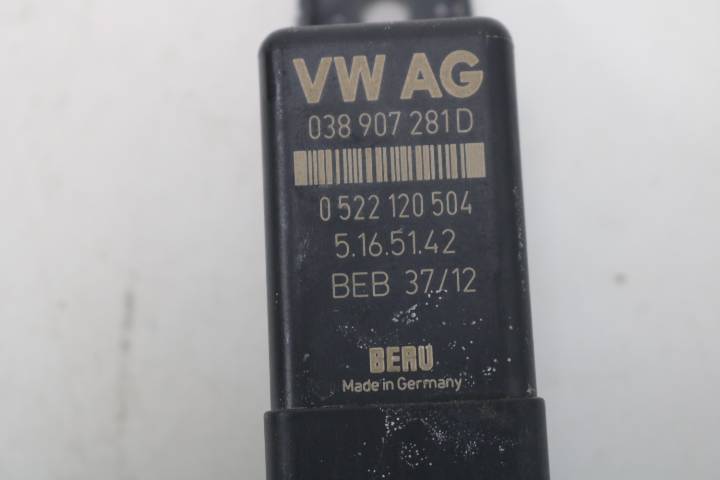 VW AG
038 907 281D
0 522 120 504
5.16.51.42
BEB 37/12
BERU
Made in Germany